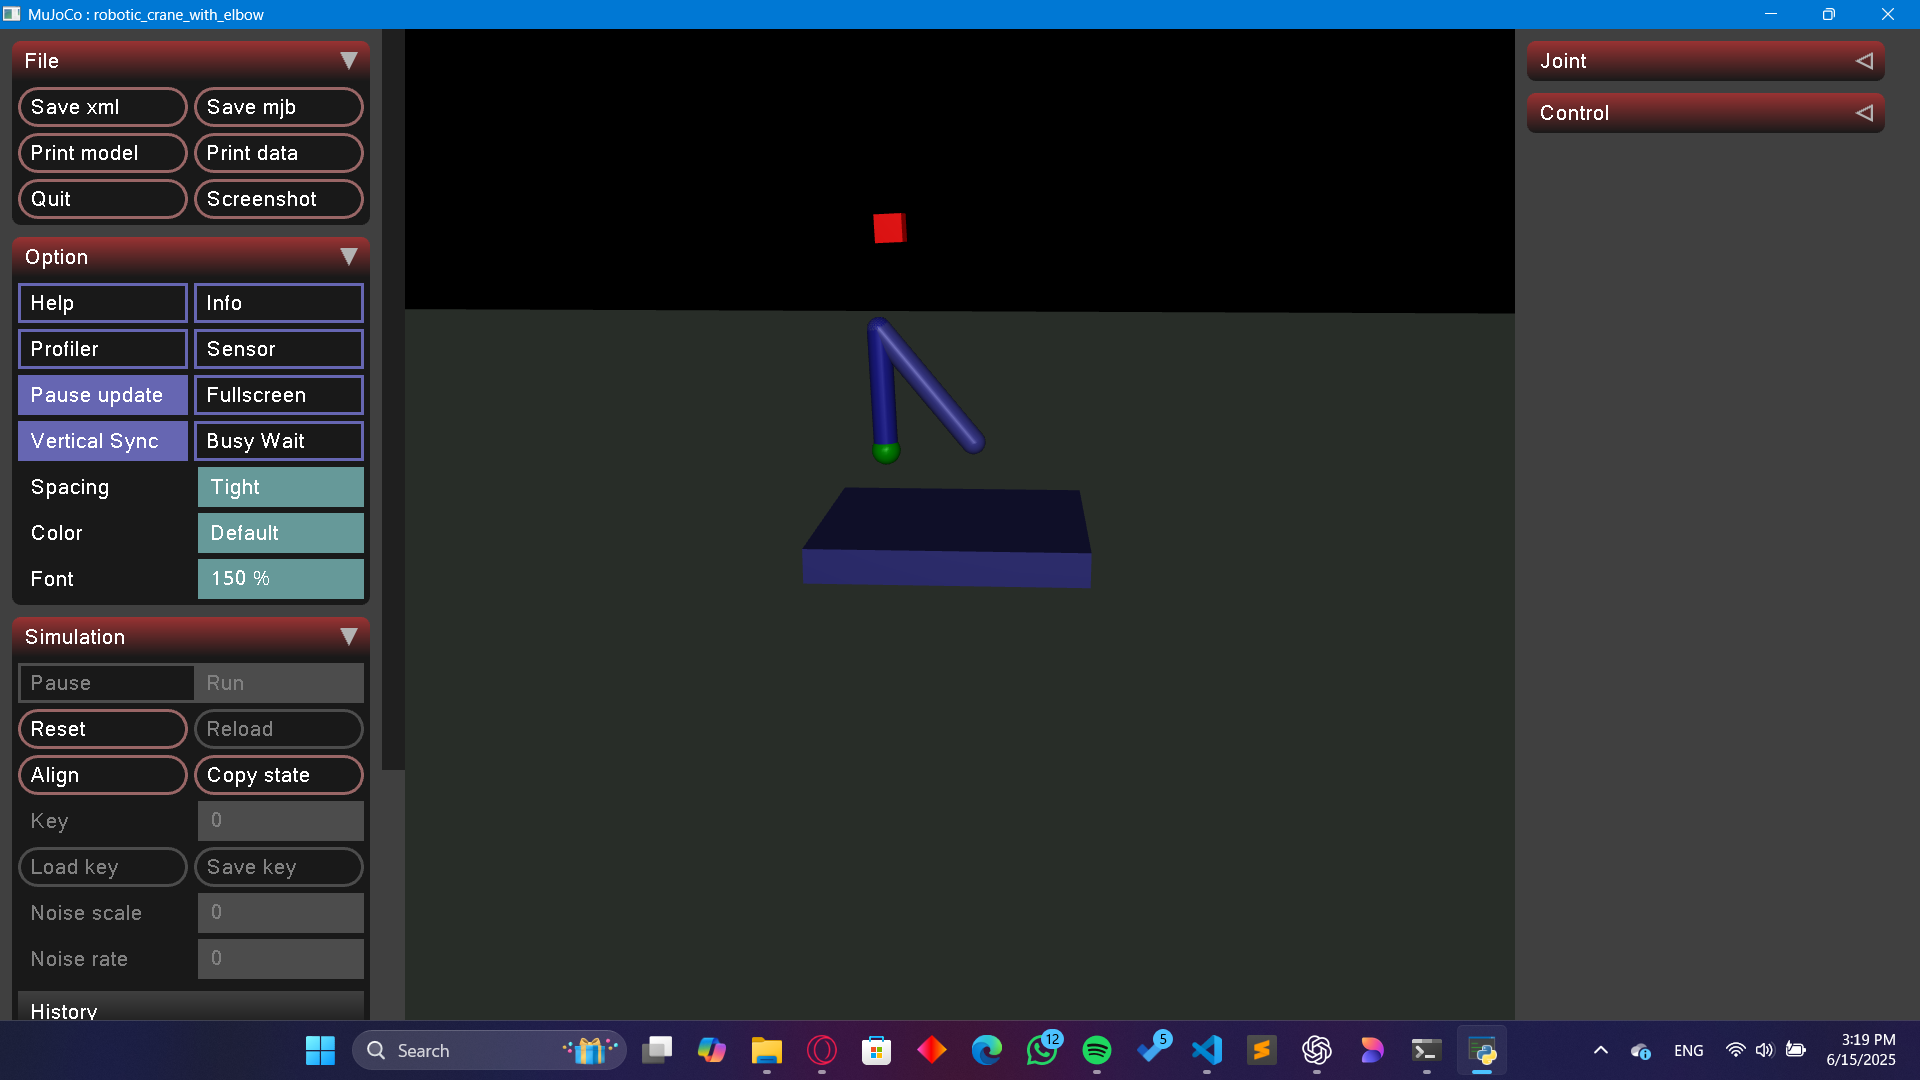 MuJoCo : robotic_crane_with_elbow
File
Save xml Save mjb
Print model Print data
Quit Screenshot
Option
Help Info
Profiler Sensor
Pause update Fullscreen
Vertical Sync Busy Wait
Spacing Tight
Color Default
Font 150 %
Simulation
Pause Run
Reset Reload
Align Copy state
Key 0
Load key Save key
Noise scale 0
Noise rate 0
History
Joint
Control
Search
12
5
ENG
3:19 PM
6/15/2025